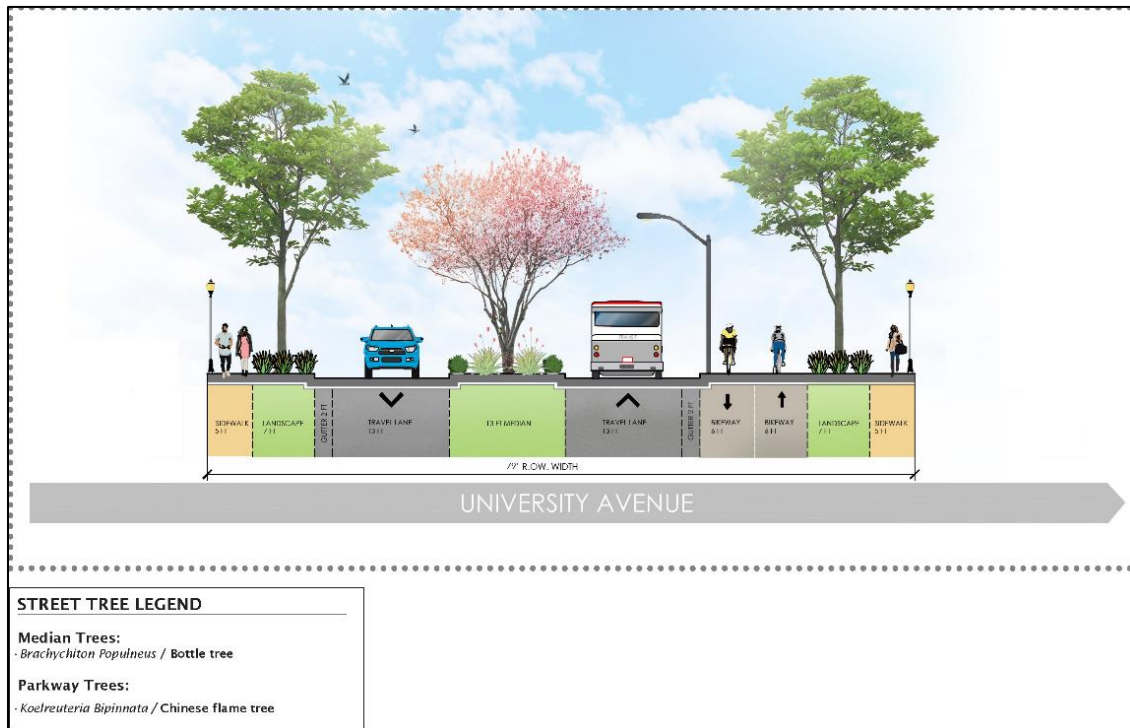 SIDEWALK
5 FT
LANDSCAPE
7 FT
GUTTER 2 FT
TRAVEL LANE
13 FT
13 FT MEDIAN
TRAVEL LANE
13 FT
GUTTER 2 FT
BIKEWAY
6 FT
BIKEWAY
6 FT
LANDSCAPE
7 FT
SIDEWALK
5 FT
79' R.OW. WIDTH
UNIVERSITY AVENUE
STREET TREE LEGEND
Median Trees:
· Brachychiton Populneus / Bottle tree
Parkway Trees:
· Koelreuteria Bipinnata / Chinese flame tree